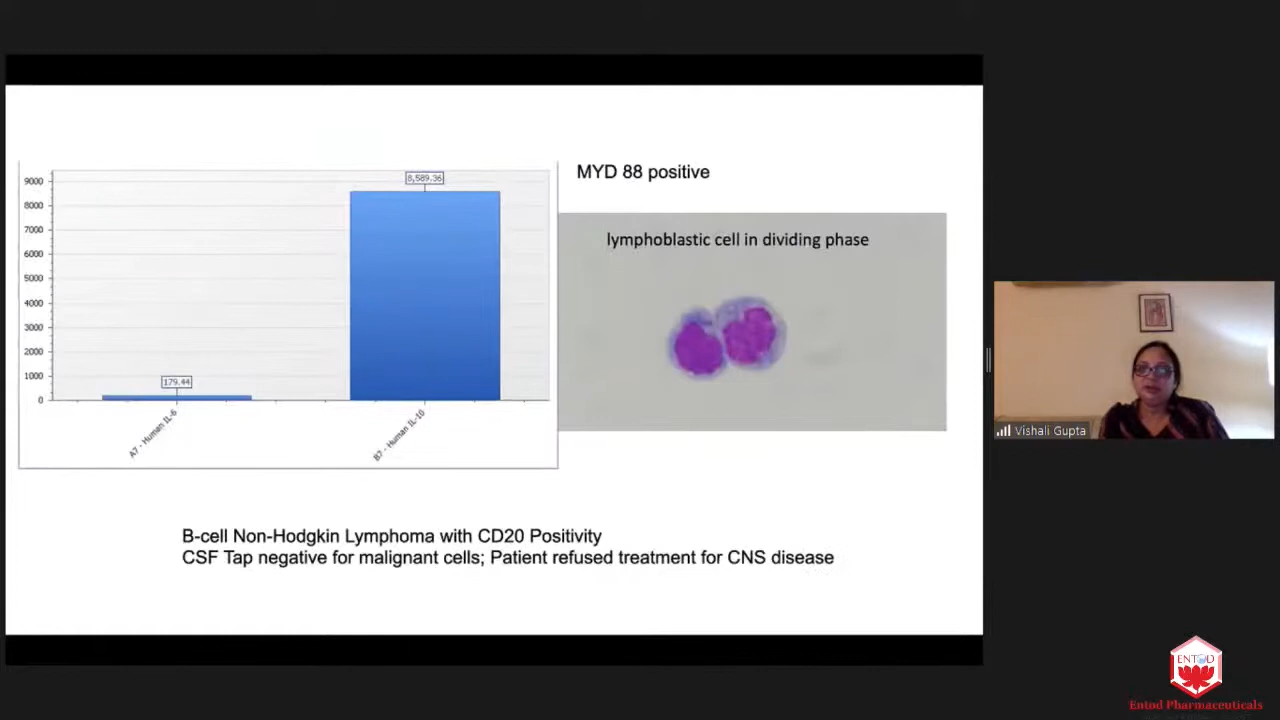 MYD 88 positive
9000
8000
7000
6000
5000
4000
3000
2000
1000
0
8,589.36
179.44
A7 - Human IL-6
B7 - Human IL-10
lymphoblastic cell in dividing phase
B-cell Non-Hodgkin Lymphoma with CD20 Positivity
CSF Tap negative for malignant cells; Patient refused treatment for CNS disease
Vishali Gupta
ENTOD
Entod Pharmaceuticals